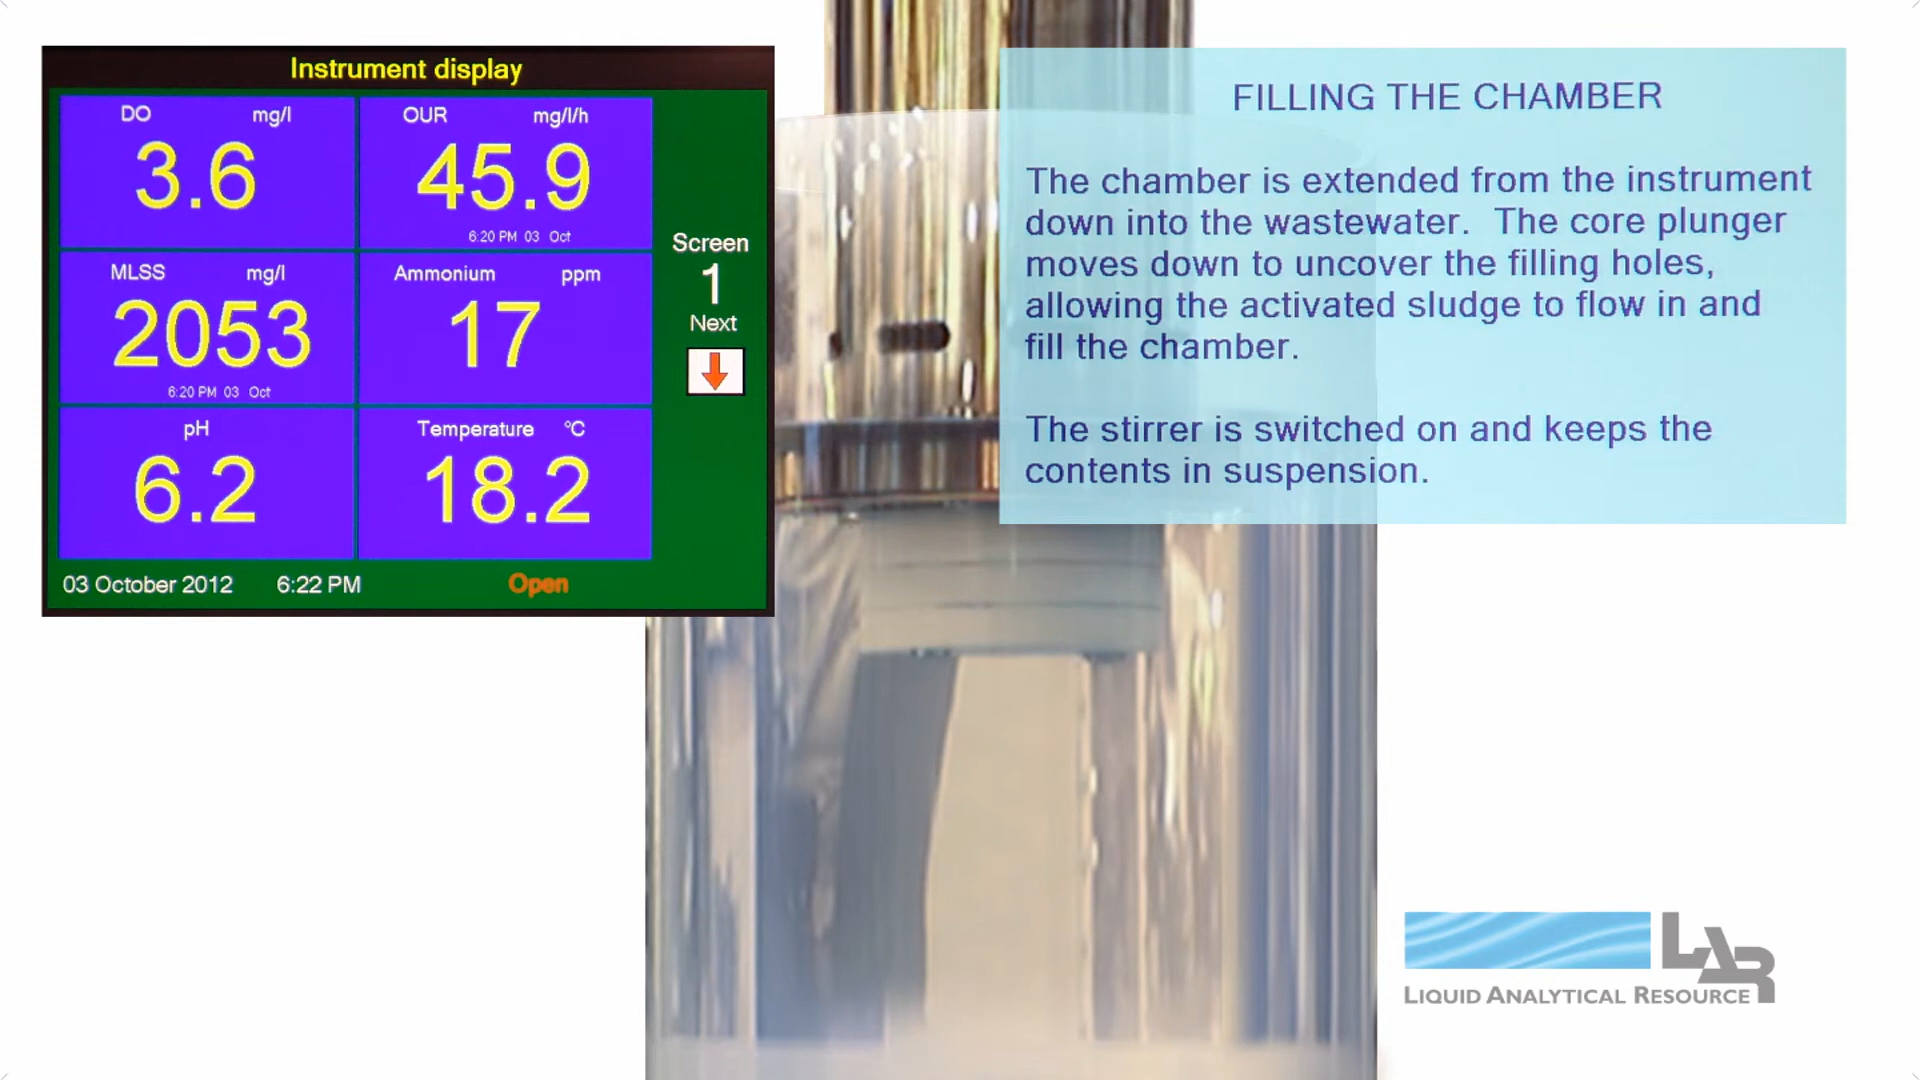 Instrument display
DO mg/l
3.6
OUR mg/l/h
45.9
6:20 PM 03 Oct
MLSS mg/l
2053
6:20 PM 03 Oct
Ammonium ppm
17
pH
6.2
Temperature °C
18.2
Screen
1
Next
03 October 2012 6:22 PM Open
FILLING THE CHAMBER
The chamber is extended from the instrument
down into the wastewater. The core plunger
moves down to uncover the filling holes,
allowing the activated sludge to flow in and
fill the chamber.
The stirrer is switched on and keeps the
contents in suspension.
LAR
LIQUID ANALYTICAL RESOURCE